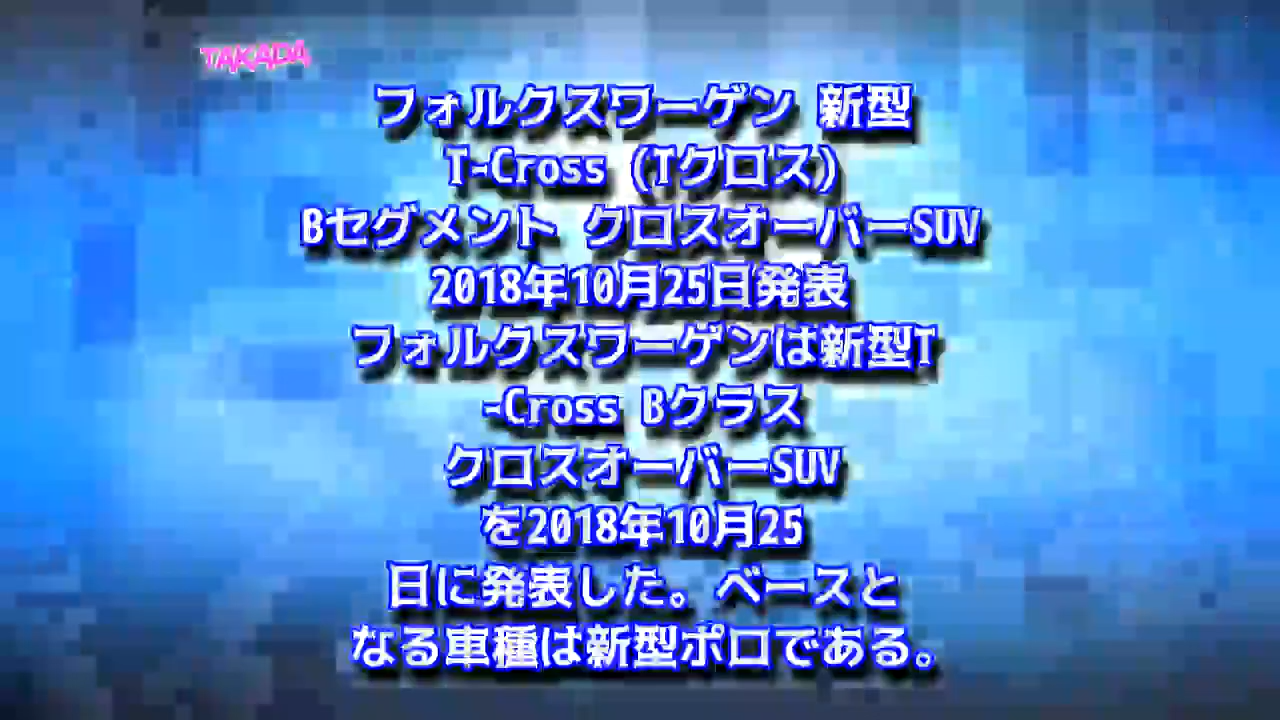 TAKADA
フォルクスワーゲン 新型
T-Cross (Tクロス)
Bセグメント クロスオーバーSUV
2018年10月25日発表
フォルクスワーゲンは新型T
-Cross Bクラス
クロスオーバーSUV
を2018年10月25
日に発表した。ベースと
なる車種は新型ポロである。